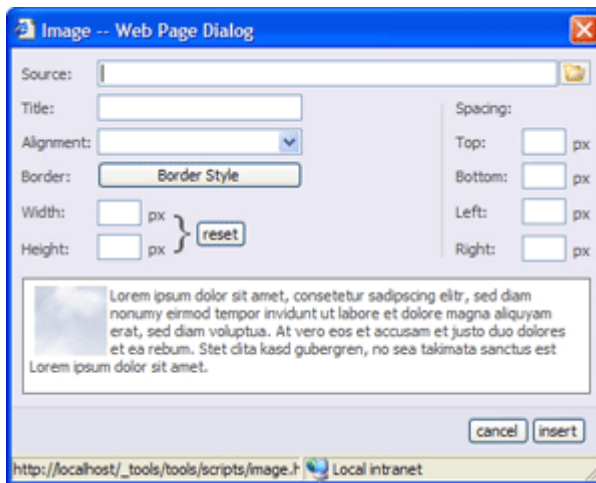 Image -- Web Page Dialog
Source:
Title:
Spacing:
Alignment:
Top: px
Border: Border Style
Bottom: px
Width: px
Left: px
} reset
Height: px
Right: px
Lorem ipsum dolor sit amet, consetetur sadipscing elitr, sed diam
nonumy eirmod tempor invidunt ut labore et dolore magna aliquyam
erat, sed diam voluptua. At vero eos et accusam et justo duo dolores
et ea rebum. Stet clita kasd gubergren, no sea takimata sanctus est
Lorem ipsum dolor sit amet.
cancel insert
http://localhost/_tools/tools/scripts/image.h Local intranet